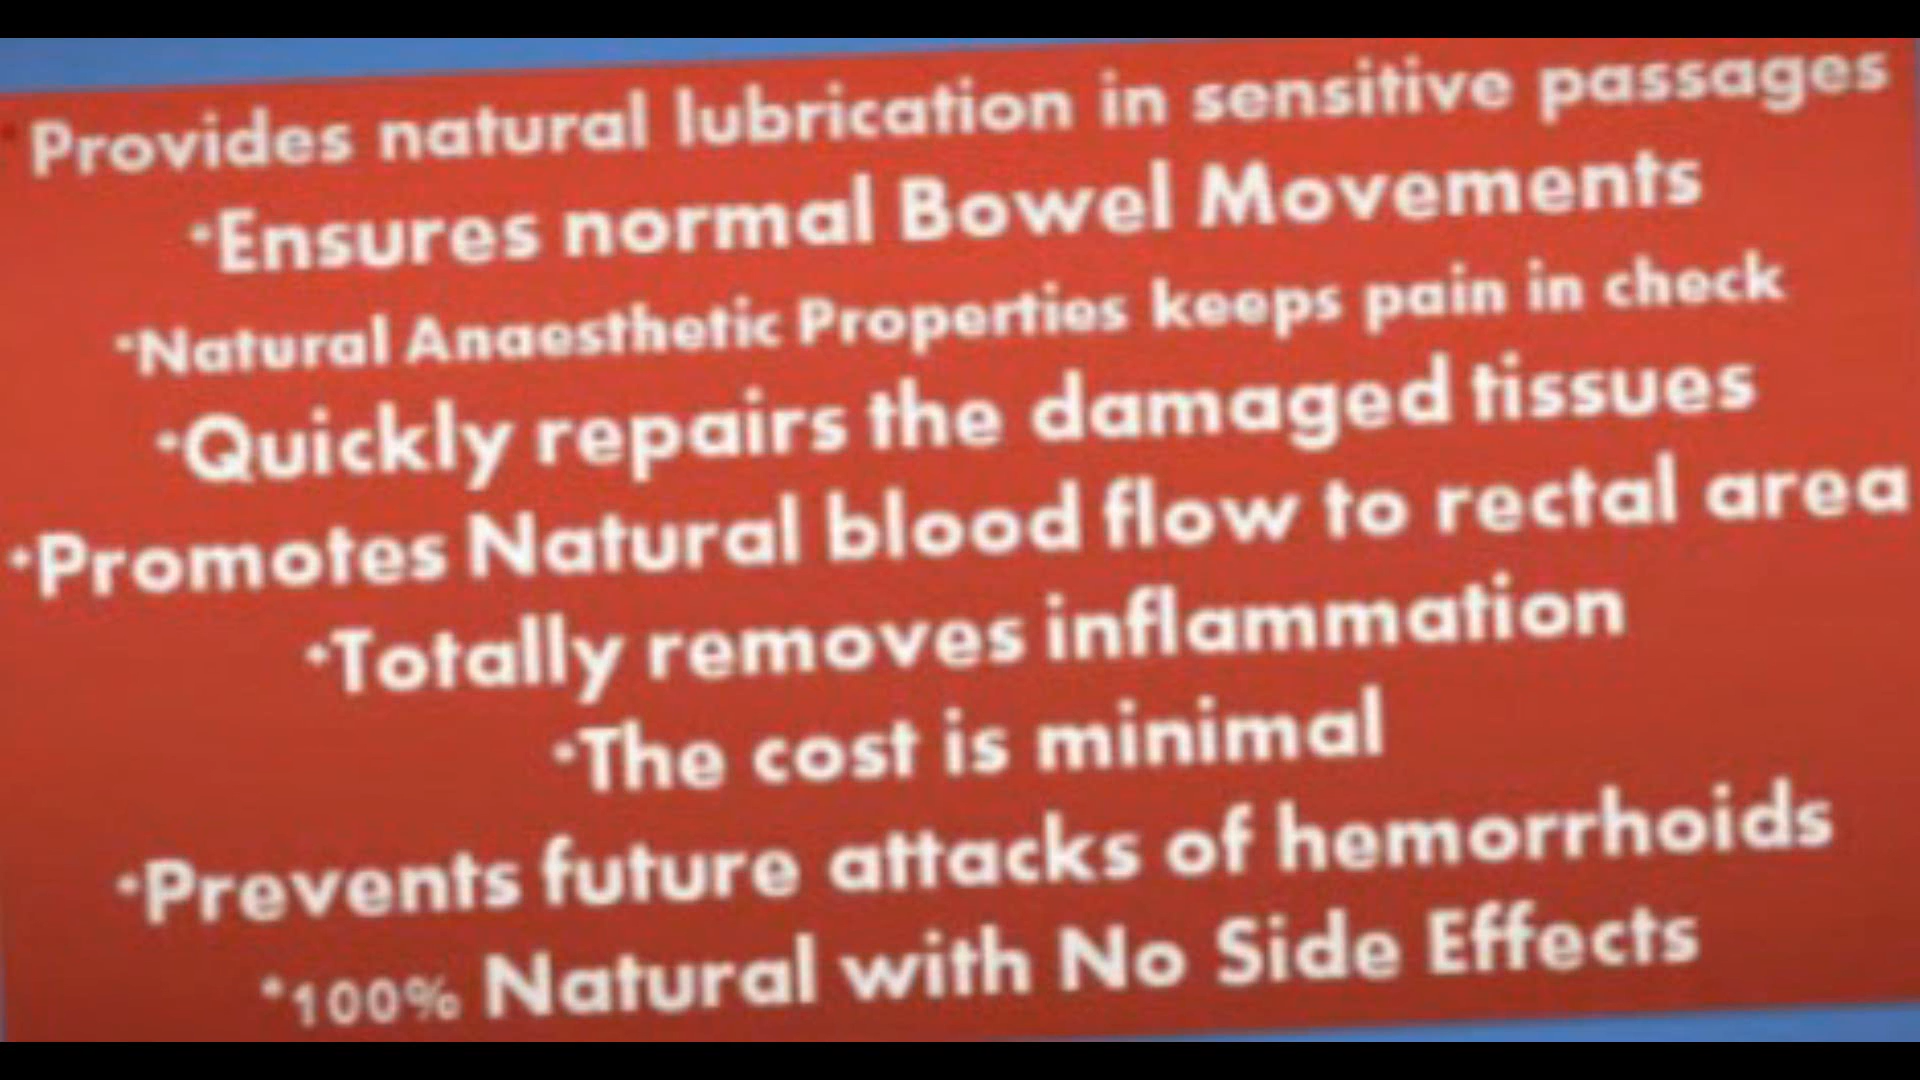 Provides natural lubrication in sensitive passages
•Ensures normal Bowel Movements
•Natural Anaesthetic Properties keeps pain in check
•Quickly repairs the damaged tissues
•Promotes Natural blood flow to rectal area
•Totally removes inflammation
•The cost is minimal
•Prevents future attacks of hemorrhoids
•100% Natural with No Side Effects